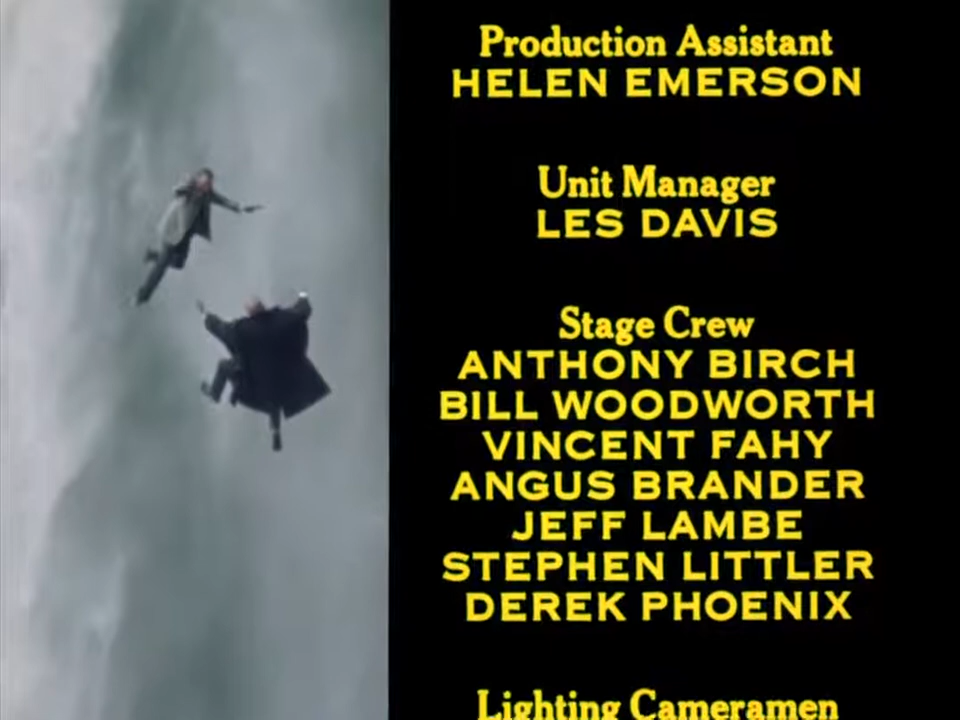 Production Assistant
HELEN EMERSON
Unit Manager
LES DAVIS
Stage Crew
ANTHONY BIRCH
BILL WOODWORTH
VINCENT FAHY
ANGUS BRANDER
JEFF LAMBE
STEPHEN LITTLER
DEREK PHOENIX
Lighting Cameramen